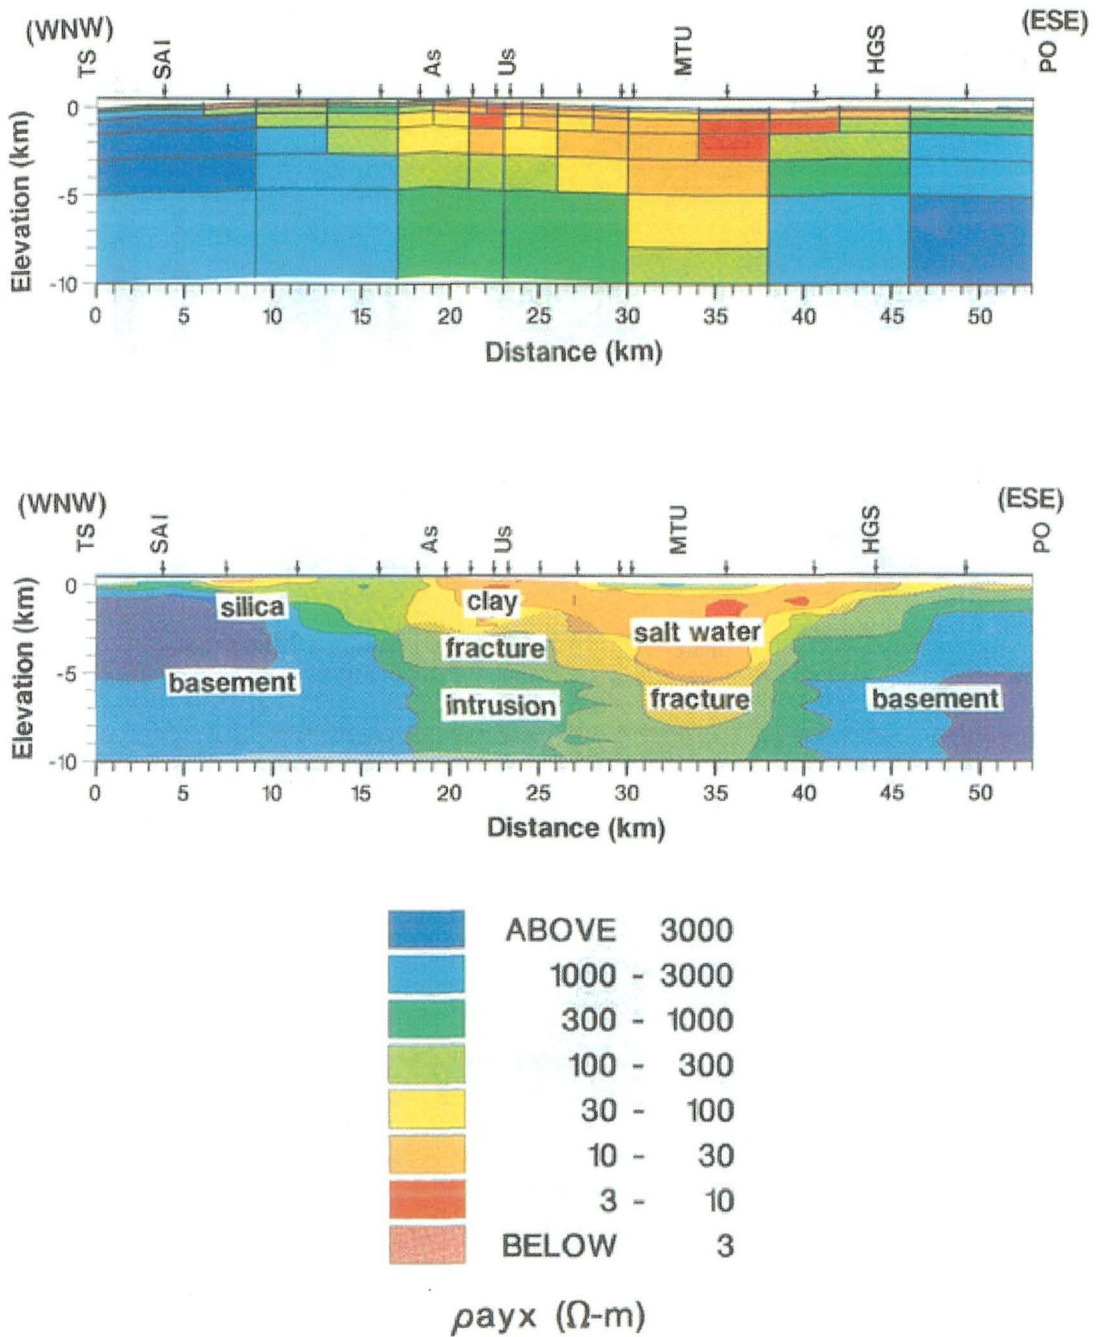 (WNW) (ESE)
TS SAI As Us MTU HGS PO
Elevation (km)
0
-5
-10
0 5 10 15 20 25 30 35 40 45 50
Distance (km)
(WNW) (ESE)
TS SAI As Us MTU HGS PO
Elevation (km)
0
-5
-10
silica clay
salt water
fracture
basement intrusion fracture basement
0 5 10 15 20 25 30 35 40 45 50
Distance (km)
ABOVE 3000
1000 - 3000
300 - 1000
100 - 300
30 - 100
10 - 30
3 - 10
BELOW 3
ρayx (Ω-m)